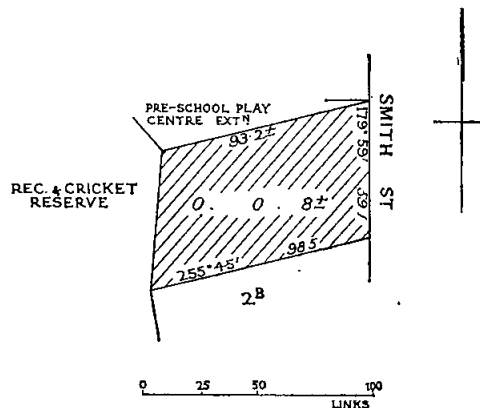 PRE-SCHOOL PLAY
CENTRE EXTN
93·2±
SMITH ST
179°59'
REC. & CRICKET
RESERVE
0. 0. 8±
39·1
98·5
255°45'
2B
0 25 50 100
LINKS